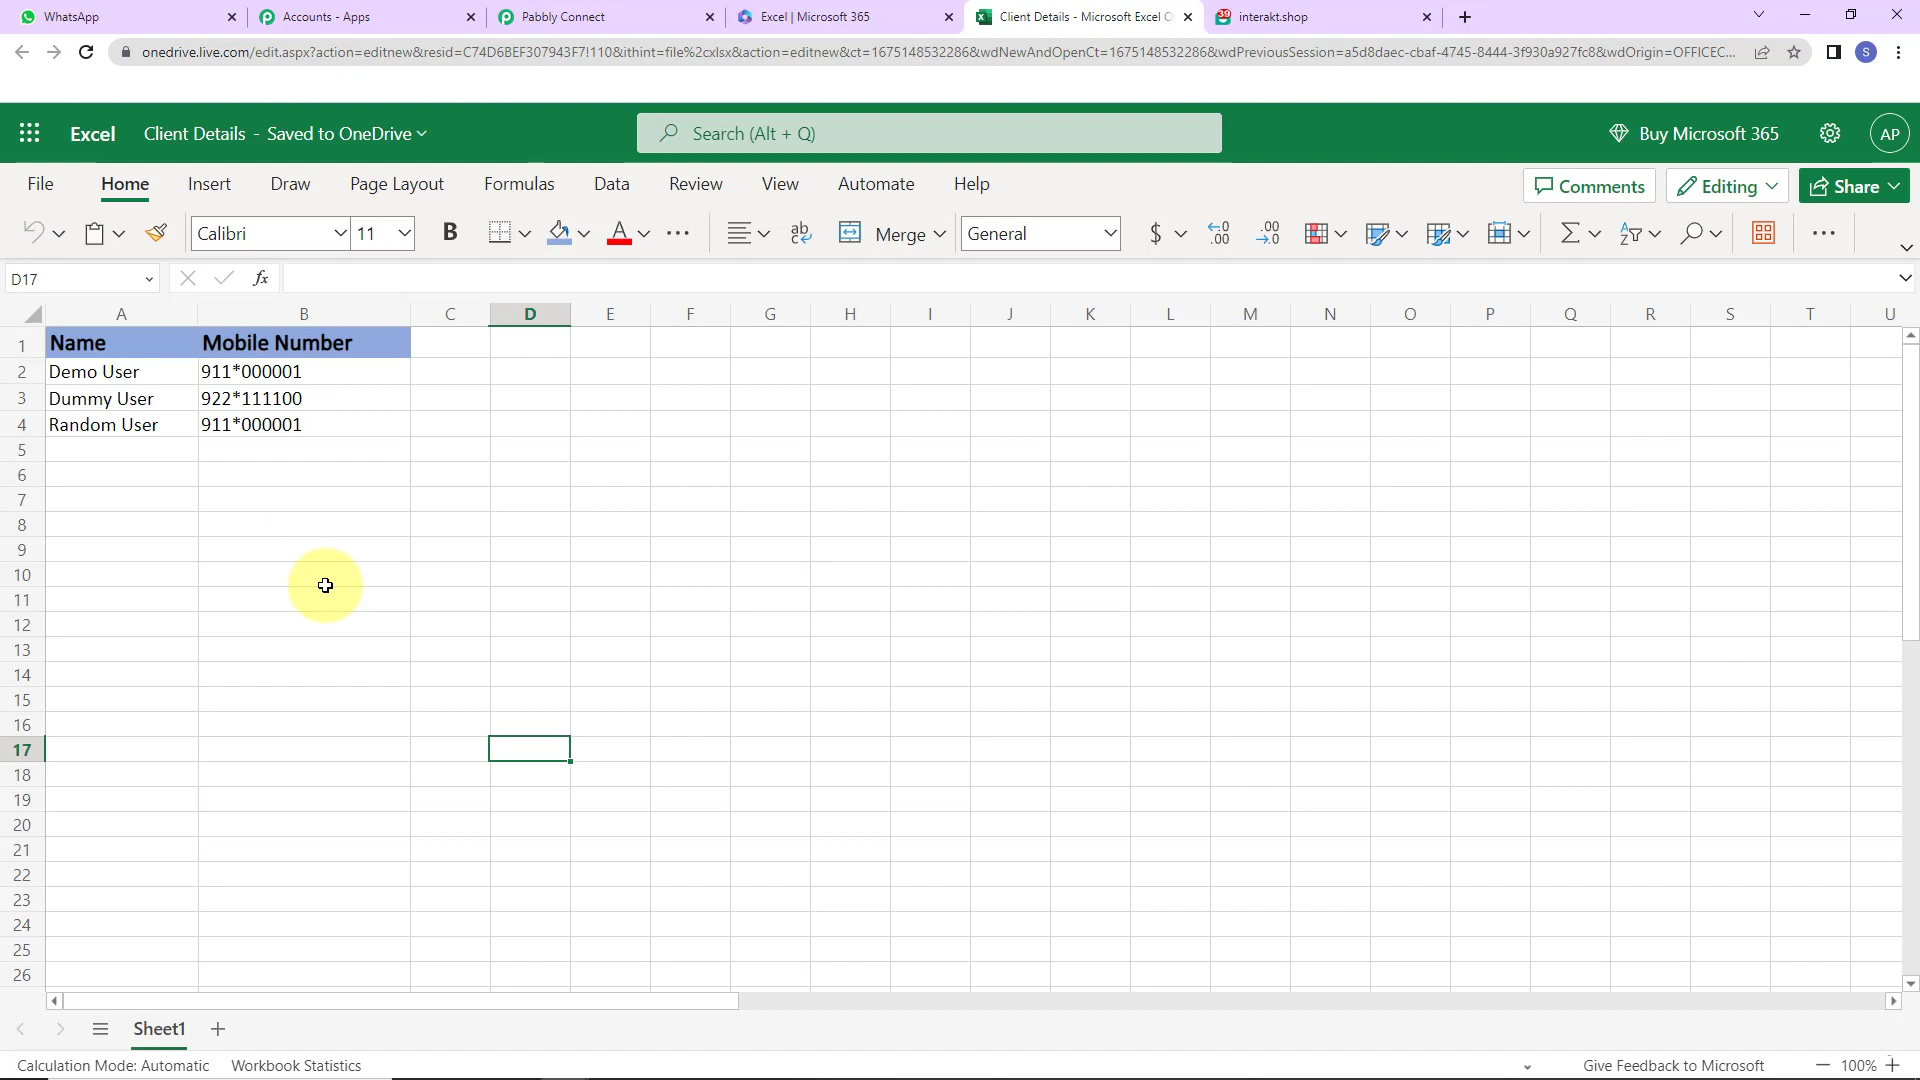 WhatsApp
Accounts - Apps
Pabbly Connect
Excel | Microsoft 365
Client Details - Microsoft Excel O
39
interakt.shop
onedrive.live.com/edit.aspx?action=editnew&resid=C74D6BEF307943F7!110&ithint=file%2cxlsx&action=editnew&ct=1675148532286&wdNewAndOpenCt=1675148532286&wdPreviousSession=a5d8daec-cbaf-4745-8444-3f930a927fc8&wdOrigin=OFFICEC...
S
Excel
Client Details - Saved to OneDrive
Search (Alt + Q)
Buy Microsoft 365
AP
File Home Insert Draw Page Layout Formulas Data Review View Automate Help
Comments
Editing
Share
Calibri 11 B A ab Merge General $ .00 .00
D17 fx
A B C D E F G H I J K L M N O P Q R S T U
1 Name Mobile Number
2 Demo User 911*000001
3 Dummy User 922*111100
4 Random User 911*000001
5
6
7
8
9
10
11
12
13
14
15
16
17
18
19
20
21
22
23
24
25
26
Sheet1
Calculation Mode: Automatic Workbook Statistics
Give Feedback to Microsoft
100%